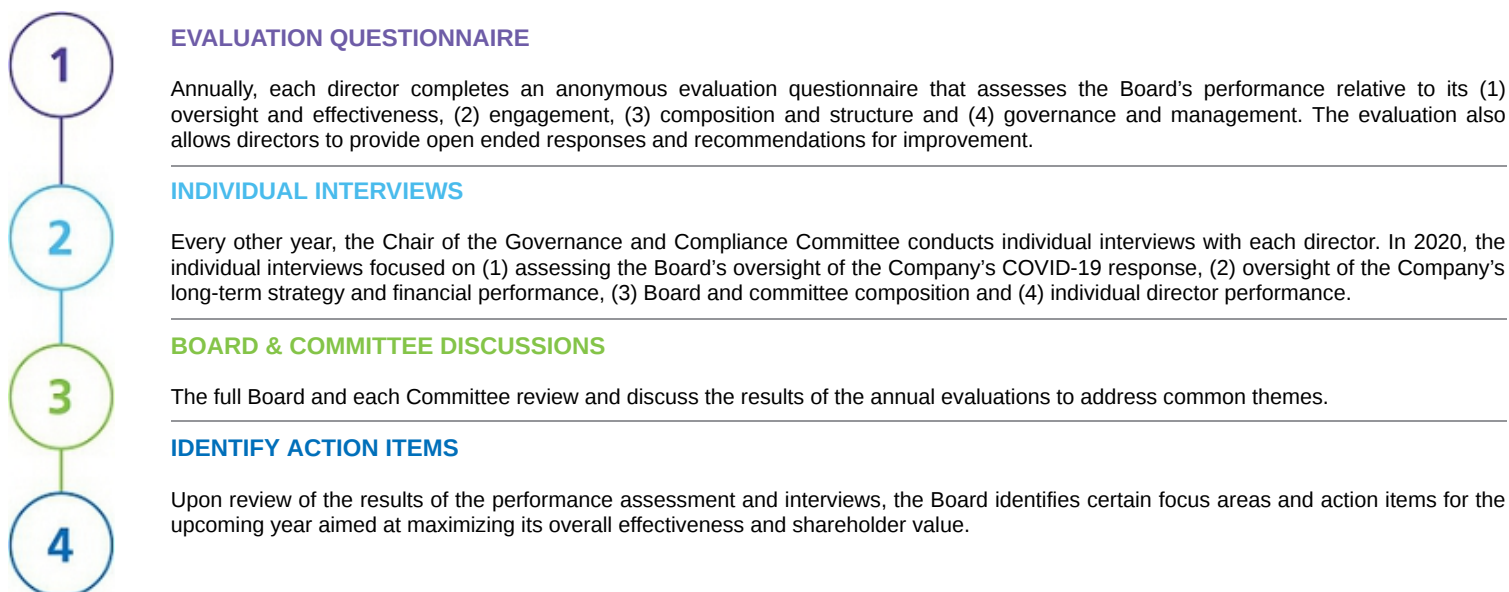 1
EVALUATION QUESTIONNAIRE
Annually, each director completes an anonymous evaluation questionnaire that assesses the Board’s performance relative to its (1)
oversight and effectiveness, (2) engagement, (3) composition and structure and (4) governance and management. The evaluation also
allows directors to provide open ended responses and recommendations for improvement.
2
INDIVIDUAL INTERVIEWS
Every other year, the Chair of the Governance and Compliance Committee conducts individual interviews with each director. In 2020, the
individual interviews focused on (1) assessing the Board’s oversight of the Company’s COVID-19 response, (2) oversight of the Company’s
long-term strategy and financial performance, (3) Board and committee composition and (4) individual director performance.
3
BOARD & COMMITTEE DISCUSSIONS
The full Board and each Committee review and discuss the results of the annual evaluations to address common themes.
4
IDENTIFY ACTION ITEMS
Upon review of the results of the performance assessment and interviews, the Board identifies certain focus areas and action items for the
upcoming year aimed at maximizing its overall effectiveness and shareholder value.